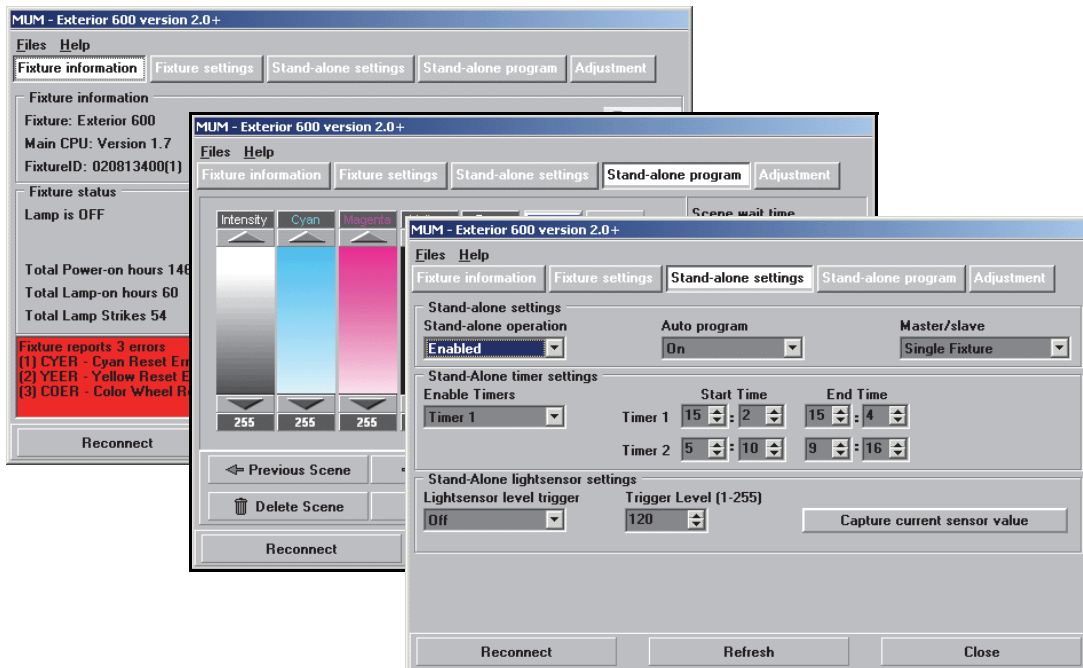 MUM - Exterior 600 version 2.0+
Files Help
Fixture information Fixture settings Stand-alone settings Stand-alone program Adjustment
Fixture information
Fixture: Exterior 600
Main CPU: Version 1.7
FixtureID: 020813400(1)
Fixture status
Lamp is OFF
Total Power-on hours 146
Total Lamp-on hours 60
Total Lamp Strikes 54
Fixture reports 3 errors
(1) CYER - Cyan Reset
(2) YEER - Yellow Reset
(3) COER - Color Wheel
Reconnect
MUM - Exterior 600 version 2.0+
Files Help
Fixture information Fixture settings Stand-alone settings Stand-alone program Adjustment
Intensity Cyan Magenta
Scene wait time
255 255 255
Previous Scene
Delete Scene
Reconnect
MUM - Exterior 600 version 2.0+
Files Help
Fixture information Fixture settings Stand-alone settings Stand-alone program Adjustment
Stand-alone settings
Stand-alone operation Auto program Master/slave
Enabled On Single Fixture
Stand-Alone timer settings
Enable Timers Start Time End Time
Timer 1 Timer 1 15 : 2 15 : 4
Timer 2 5 : 10 9 : 16
Stand-Alone lightsensor settings
Lightsensor level trigger Trigger Level (1-255)
Off 120 Capture current sensor value
Reconnect Refresh Close